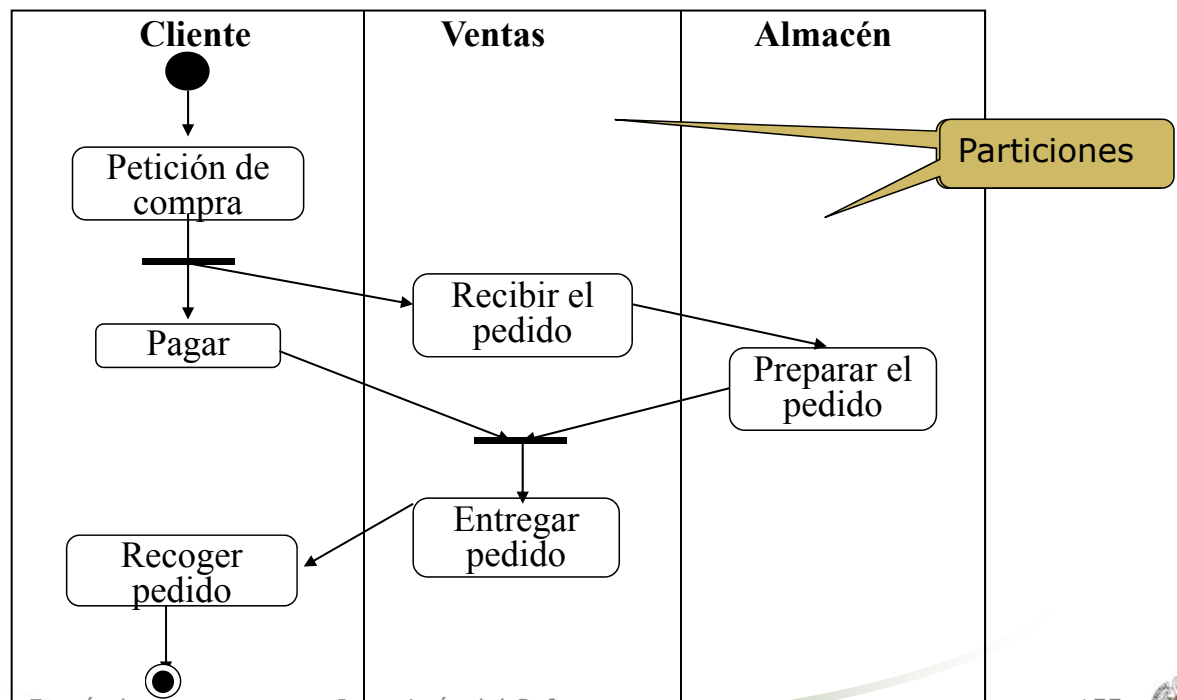 Cliente
Ventas
Almacén
Particiones
Petición de
compra
Recibir el
pedido
Pagar
Preparar el
pedido
Entregar
pedido
Recoger
pedido